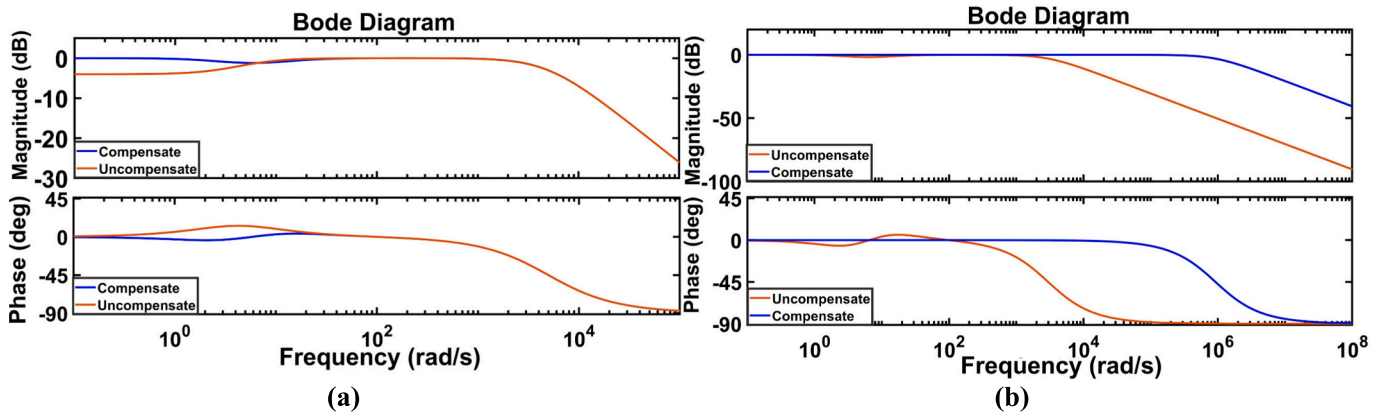 Bode Diagram
Magnitude (dB)
0
-10
-20
-30
Compensate
Uncompensate
Phase (deg)
45
0
-45
-90
Compensate
Uncompensate
10^0
10^2
10^4
Frequency (rad/s)
(a)
Bode Diagram
Magnitude (dB)
0
-50
-100
Uncompensate
Compensate
Phase (deg)
45
0
-45
-90
Uncompensate
Compensate
10^0
10^2
10^4
10^6
10^8
Frequency (rad/s)
(b)